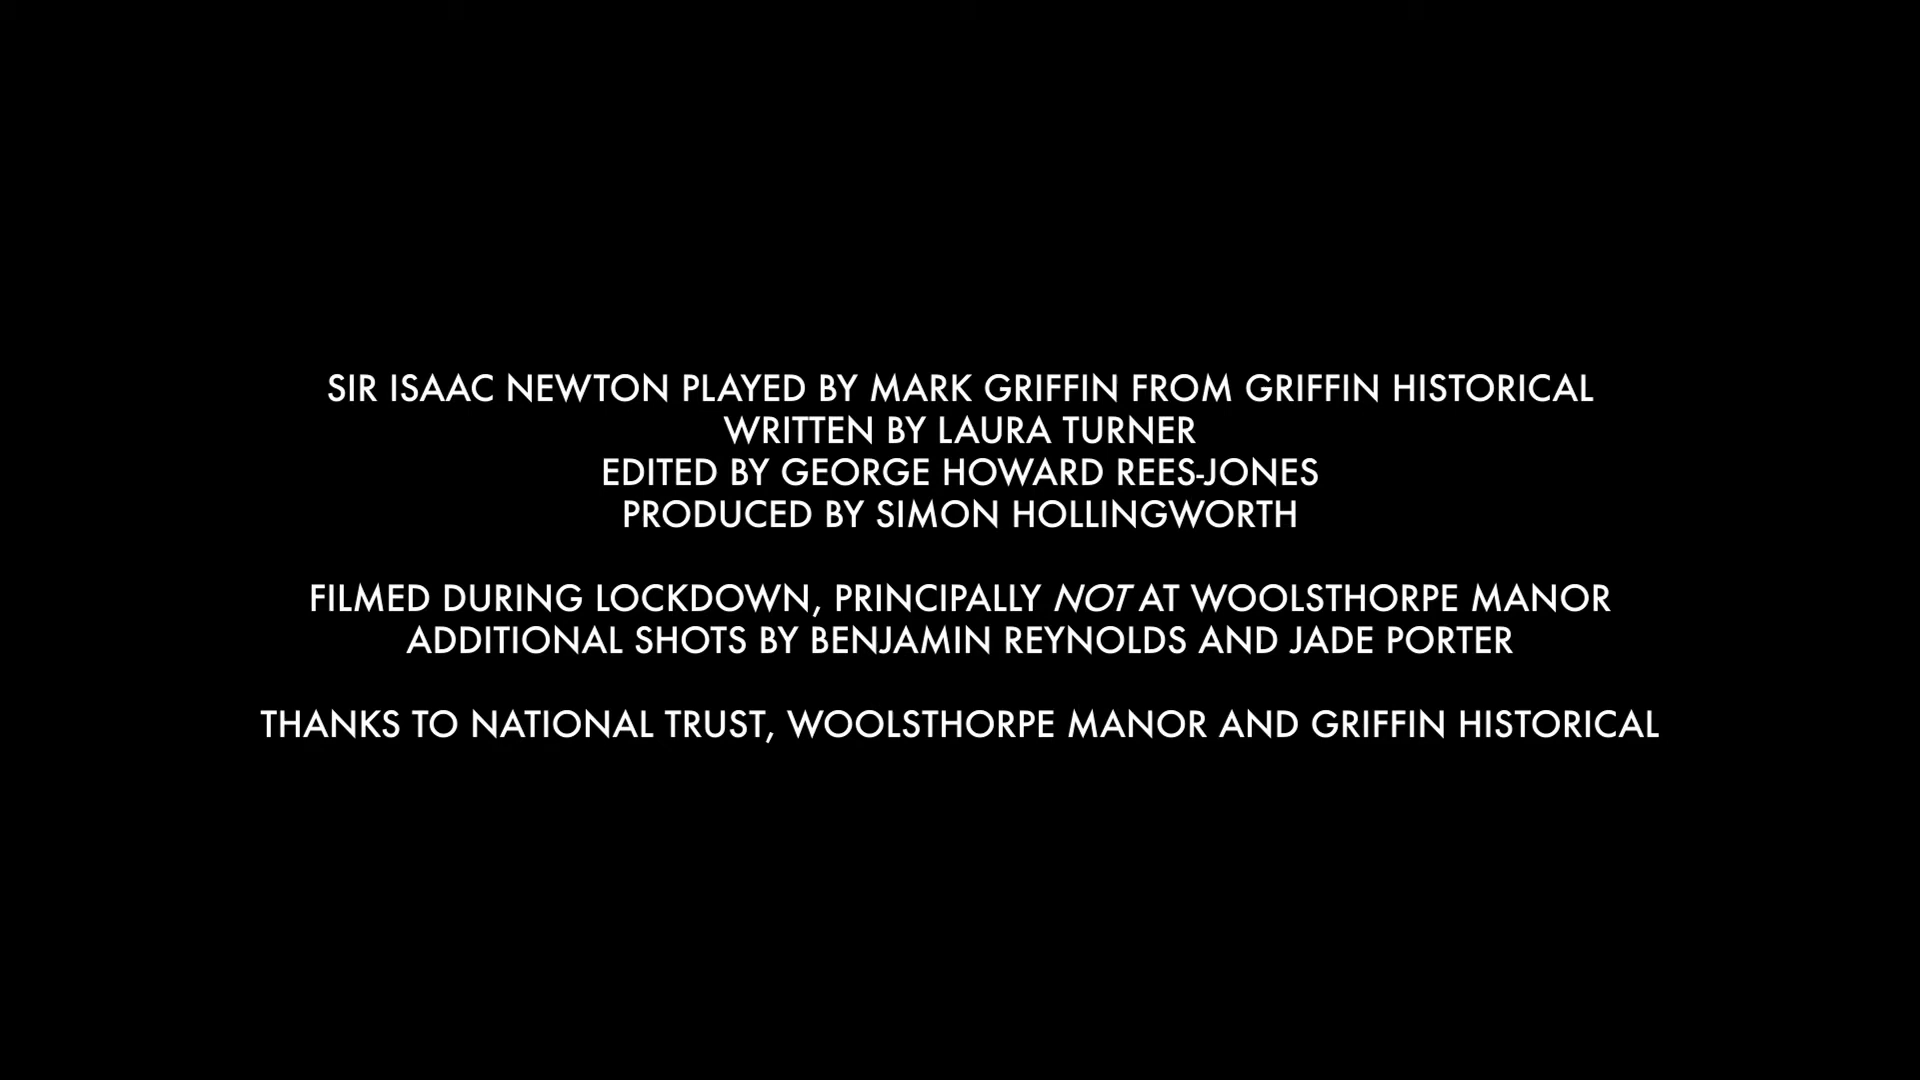 SIR ISAAC NEWTON PLAYED BY MARK GRIFFIN FROM GRIFFIN HISTORICAL
WRITTEN BY LAURA TURNER
EDITED BY GEORGE HOWARD REES-JONES
PRODUCED BY SIMON HOLLINGWORTH
FILMED DURING LOCKDOWN, PRINCIPALLY NOT AT WOOLSTHORPE MANOR
ADDITIONAL SHOTS BY BENJAMIN REYNOLDS AND JADE PORTER
THANKS TO NATIONAL TRUST, WOOLSTHORPE MANOR AND GRIFFIN HISTORICAL